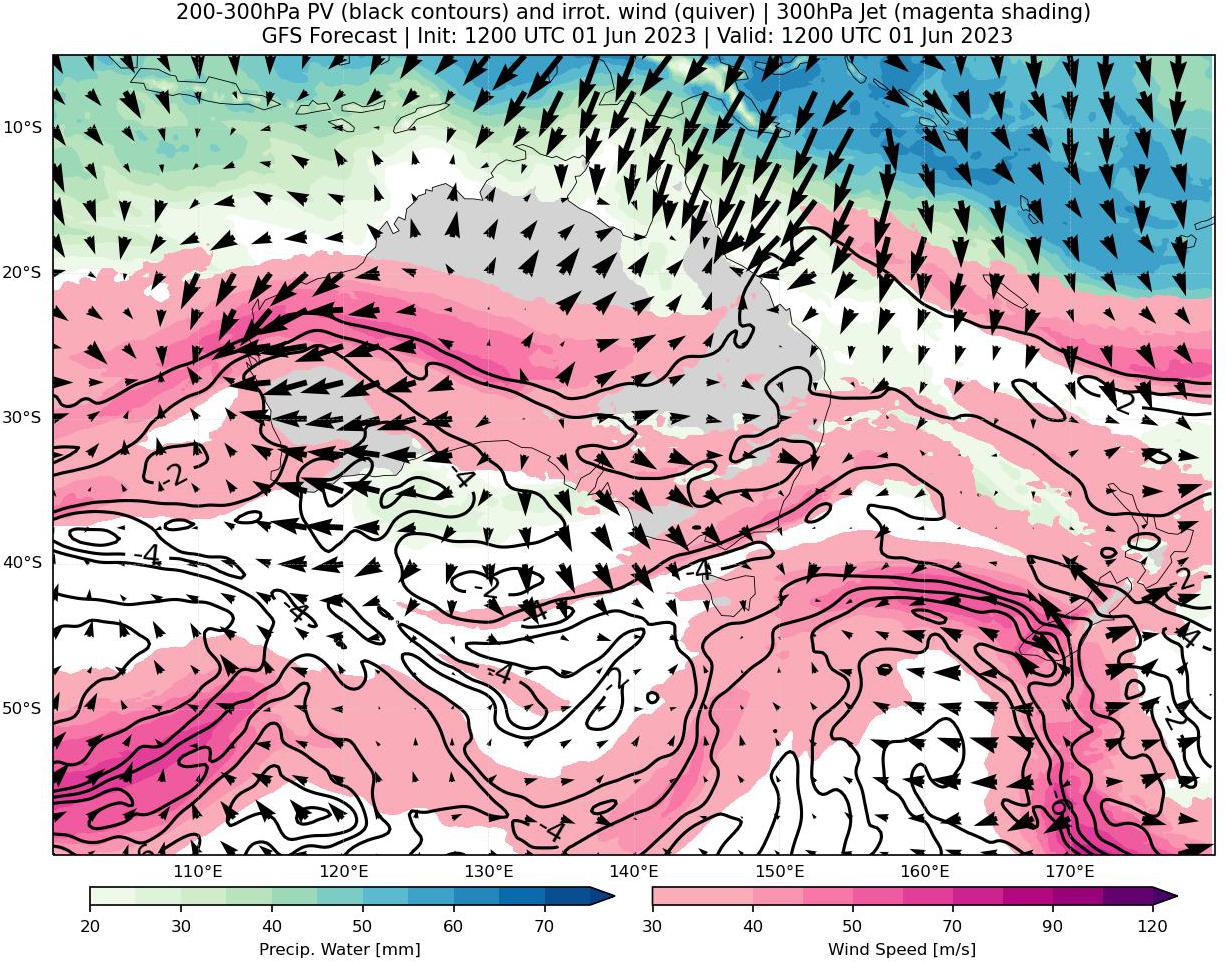 200-300hPa PV (black contours) and irrot. wind (quiver) | 300hPa Jet (magenta shading)
GFS Forecast | Init: 1200 UTC 01 Jun 2023 | Valid: 1200 UTC 01 Jun 2023
10°S
20°S
-2
30°S
-2
-4
-4
40°S
-4
-2
-2
-4
-4
-4
-4
50°S
-2
-2
-6
-4
110°E 120°E 130°E 140°E 150°E 160°E 170°E
20 30 40 50 60 70
30 40 50 70 90 120
Precip. Water [mm]
Wind Speed [m/s]